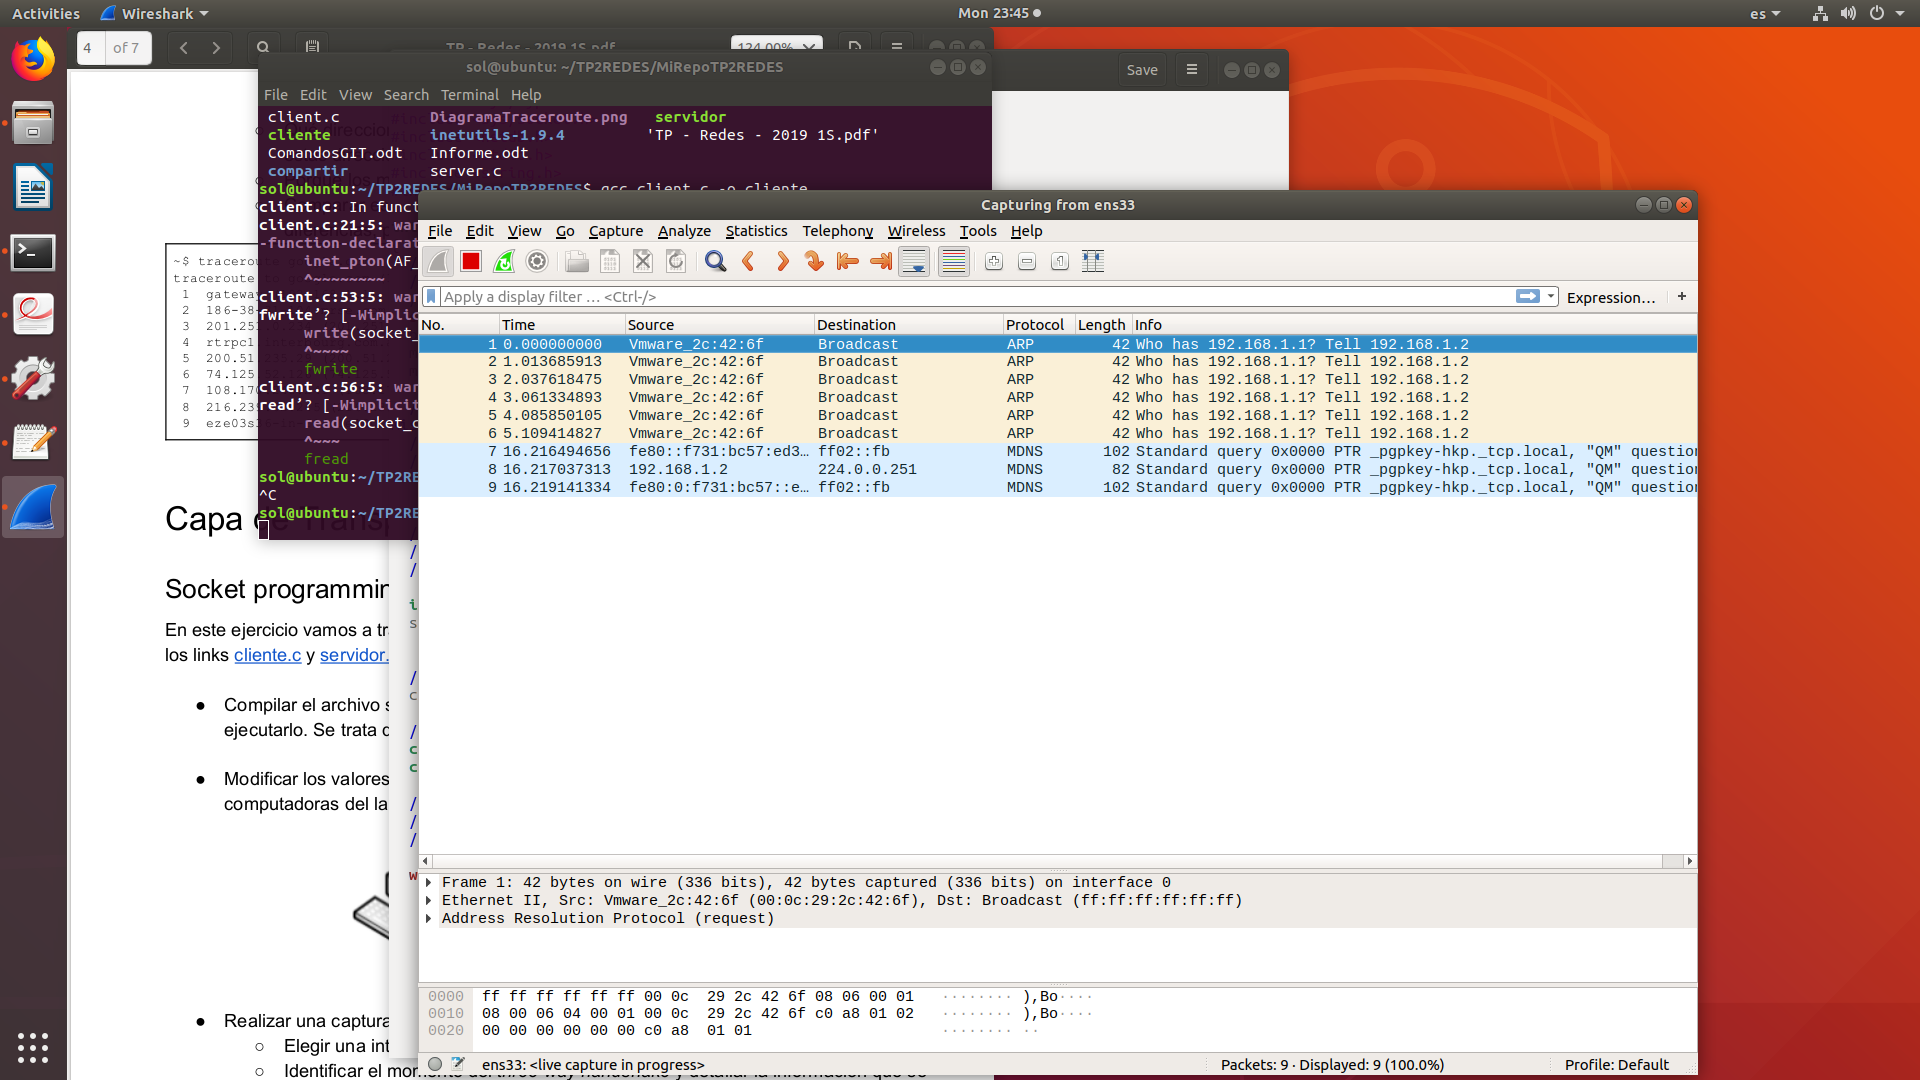 Activities
Wireshark
Mon 23:45
es
4 of 7
TP - Redes - 2019 1S.pdf
124.00%
sol@ubuntu: ~/TP2REDES/MiRepoTP2REDES
Save
File Edit View Search Terminal Help
client.c DiagramaTraceroute.png servidor
cliente inetutils-1.9.4 'TP - Redes - 2019 1S.pdf'
ComandosGIT.odt Informe.odt
compartir server.c
sol@ubuntu:~/TP2REDES/MiRepoTP2REDES$ gcc client.c -o cliente
client.c: In funct
client.c:21:5: war
-function-declarat
inet_pton(AF_
^~~~~~~~~
client.c:53:5: war
fwrite’? [-Wimplic
write(socket_
^~~~~
fwrite
client.c:56:5: war
read’? [-Wimplicit
read(socket_c
^~~~
fread
sol@ubuntu:~/TP2RE
^C
sol@ubuntu:~/TP2RE
~$ traceroute
traceroute
1 gateway
2 186-38-
3 201.251
4 rtrpc1
5 200.51
6 74.125
7 108.170
8 216.239
9 eze03s
Capa de Transp
Socket programmin
En este ejercicio vamos a tr
los links cliente.c y servidor.
● Compilar el archivo s
ejecutarlo. Se trata d
● Modificar los valores
computadoras del la
● Realizar una captura
○ Elegir una int
○ Identificar el momento del three way handshake y detallar la información que se
Capturing from ens33
File Edit View Go Capture Analyze Statistics Telephony Wireless Tools Help
Apply a display filter … <Ctrl-/>
Expression… +
No. Time Source Destination Protocol Length Info
1 0.000000000 Vmware_2c:42:6f Broadcast ARP 42 Who has 192.168.1.1? Tell 192.168.1.2
2 1.013685913 Vmware_2c:42:6f Broadcast ARP 42 Who has 192.168.1.1? Tell 192.168.1.2
3 2.037618475 Vmware_2c:42:6f Broadcast ARP 42 Who has 192.168.1.1? Tell 192.168.1.2
4 3.061334893 Vmware_2c:42:6f Broadcast ARP 42 Who has 192.168.1.1? Tell 192.168.1.2
5 4.085850105 Vmware_2c:42:6f Broadcast ARP 42 Who has 192.168.1.1? Tell 192.168.1.2
6 5.109414827 Vmware_2c:42:6f Broadcast ARP 42 Who has 192.168.1.1? Tell 192.168.1.2
7 16.216494656 fe80::f731:bc57:ed3… ff02::fb MDNS 102 Standard query 0x0000 PTR _pgpkey-hkp._tcp.local, "QM" question
8 16.217037313 192.168.1.2 224.0.0.251 MDNS 82 Standard query 0x0000 PTR _pgpkey-hkp._tcp.local, "QM" question
9 16.219141334 fe80:0:f731:bc57::e… ff02::fb MDNS 102 Standard query 0x0000 PTR _pgpkey-hkp._tcp.local, "QM" question
Frame 1: 42 bytes on wire (336 bits), 42 bytes captured (336 bits) on interface 0
Ethernet II, Src: Vmware_2c:42:6f (00:0c:29:2c:42:6f), Dst: Broadcast (ff:ff:ff:ff:ff:ff)
Address Resolution Protocol (request)
0000 ff ff ff ff ff ff 00 0c 29 2c 42 6f 08 06 00 01 ········ ),Bo····
0010 08 00 06 04 00 01 00 0c 29 2c 42 6f c0 a8 01 02 ········ ),Bo····
0020 00 00 00 00 00 00 c0 a8 01 01 ········ ··
ens33: <live capture in progress>
Packets: 9 · Displayed: 9 (100.0%)
Profile: Default